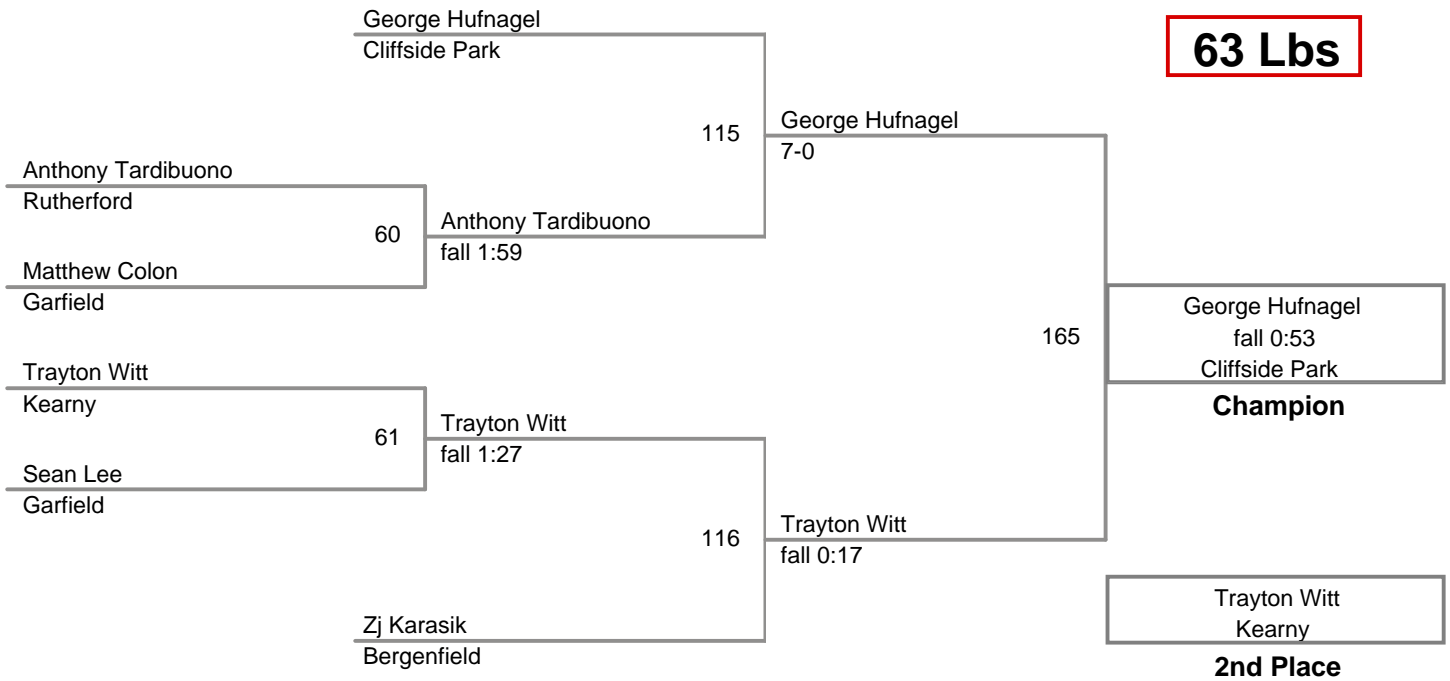 George Hufnagel
Cliffside Park
63 Lbs
115
George Hufnagel
7-0
Anthony Tardibuono
Rutherford
60
Anthony Tardibuono
fall 1:59
Matthew Colon
Garfield
165
George Hufnagel
fall 0:53
Cliffside Park
Champion
Trayton Witt
Kearny
61
Trayton Witt
fall 1:27
Sean Lee
Garfield
116
Trayton Witt
fall 0:17
Zj Karasik
Bergenfield
Trayton Witt
Kearny
2nd Place